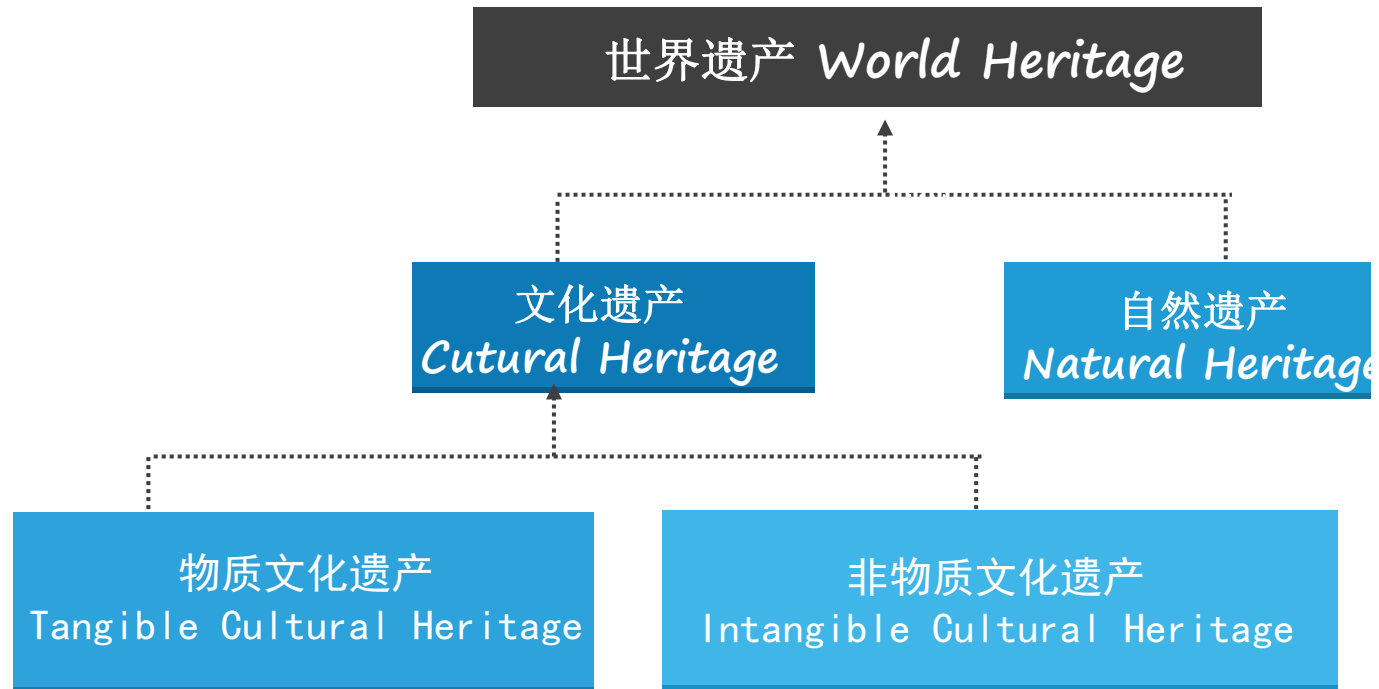 世界遗产 World Heritage
文化遗产
Cutural Heritage
自然遗产
Natural Heritage
物质文化遗产
Tangible Cultural Heritage
非物质文化遗产
Intangible Cultural Heritage